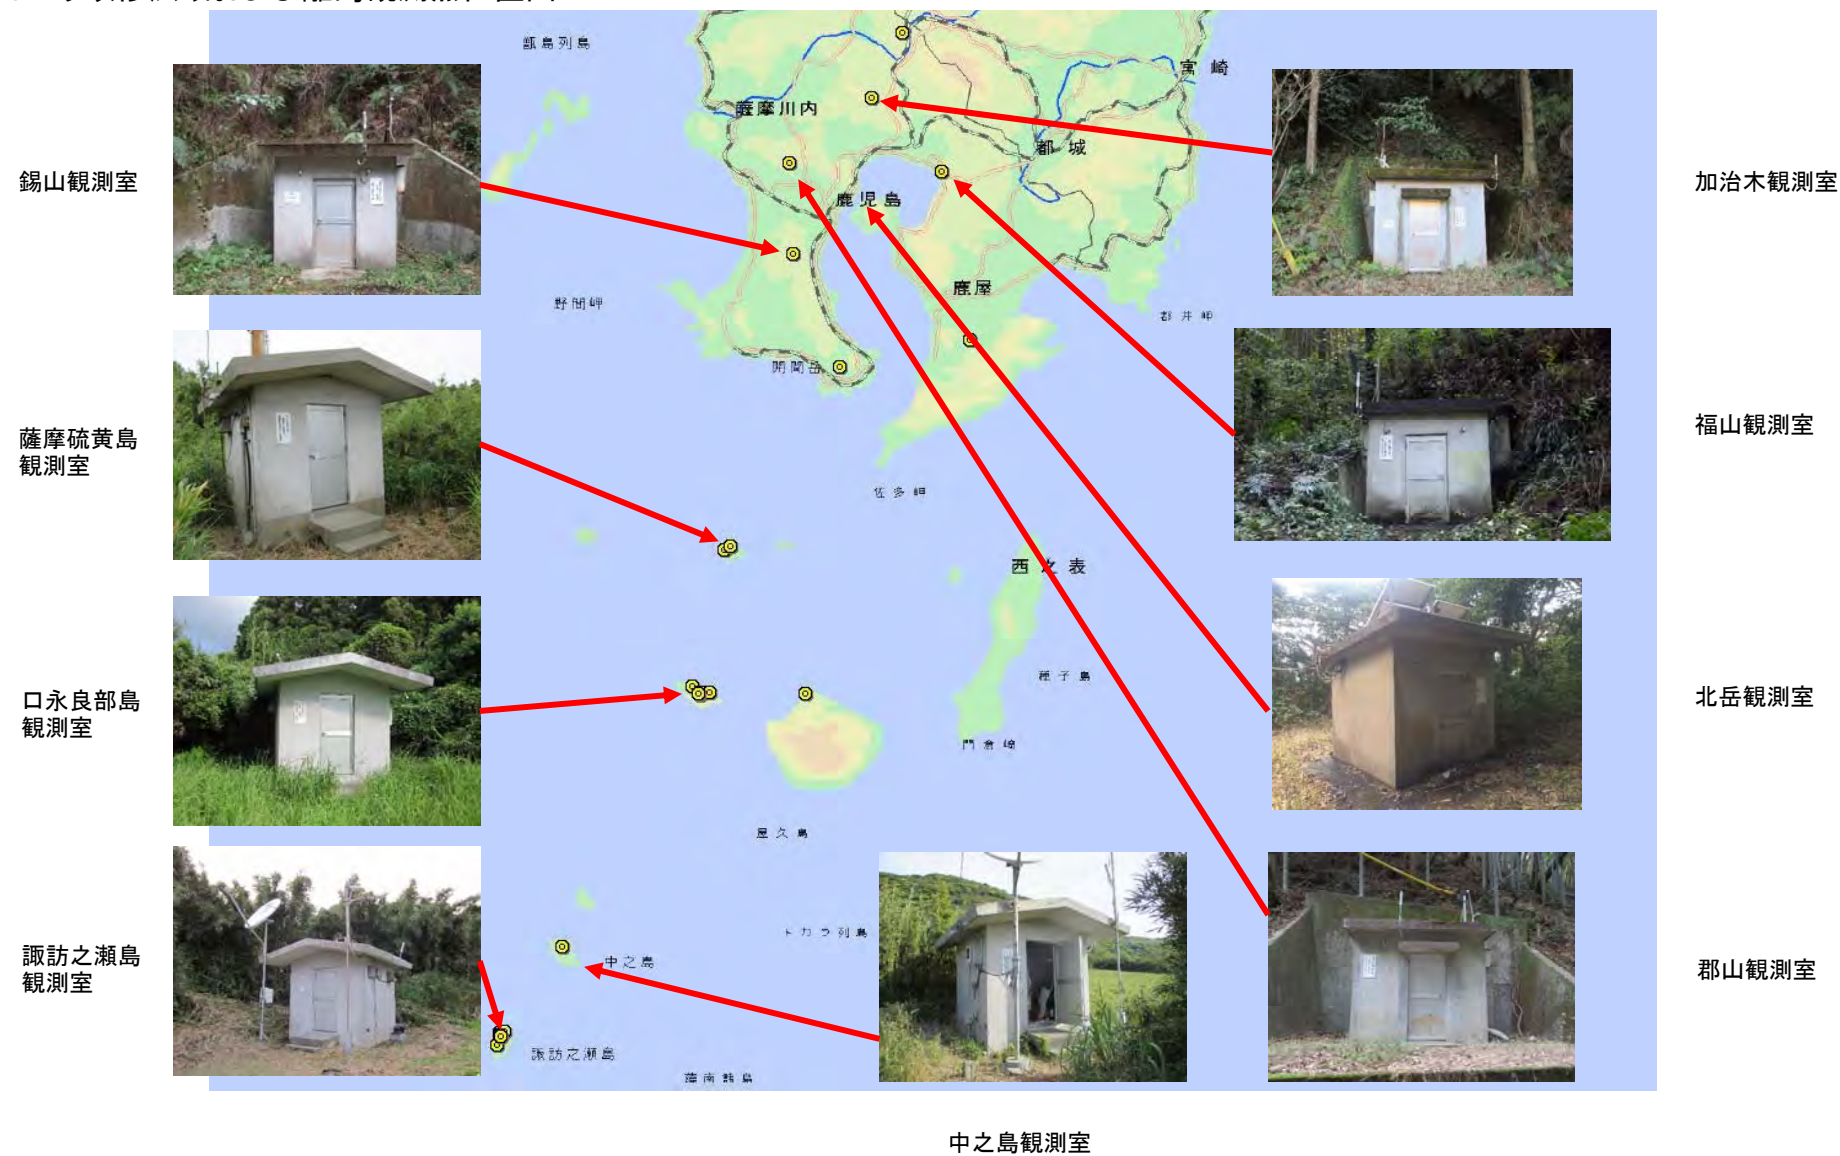 甑島列島
宮崎
薩摩川内
都城
錫山観測室
加治木観測室
鹿児島
鹿屋
野間岬
都井岬
開聞岳
福山観測室
薩摩硫黄島
観測室
佐多岬
西之表
種子島
口永良部島
観測室
北岳観測室
門倉崎
屋久島
トカラ列島
中之島
諏訪之瀬島
観測室
郡山観測室
諏訪之瀬島
薩南諸島
中之島観測室